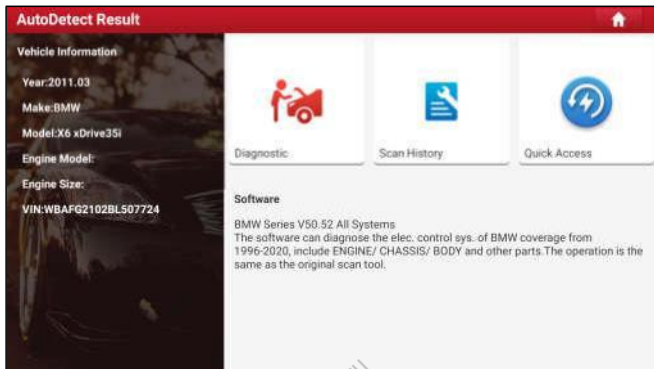 AutoDetect Result
Vehicle Information
Year:2011.03
Make:BMW
Model:X6 xDrive35i
Engine Model:
Engine Size:
VIN:WBAFG2102BL507724
Diagnostic
Scan History
Quick Access
Software
BMW Series V50.52 All Systems
The software can diagnose the elec. control sys. of BMW coverage from
1996-2020, include ENGINE/ CHASSIS/ BODY and other parts.The operation is the
same as the original scan tool.